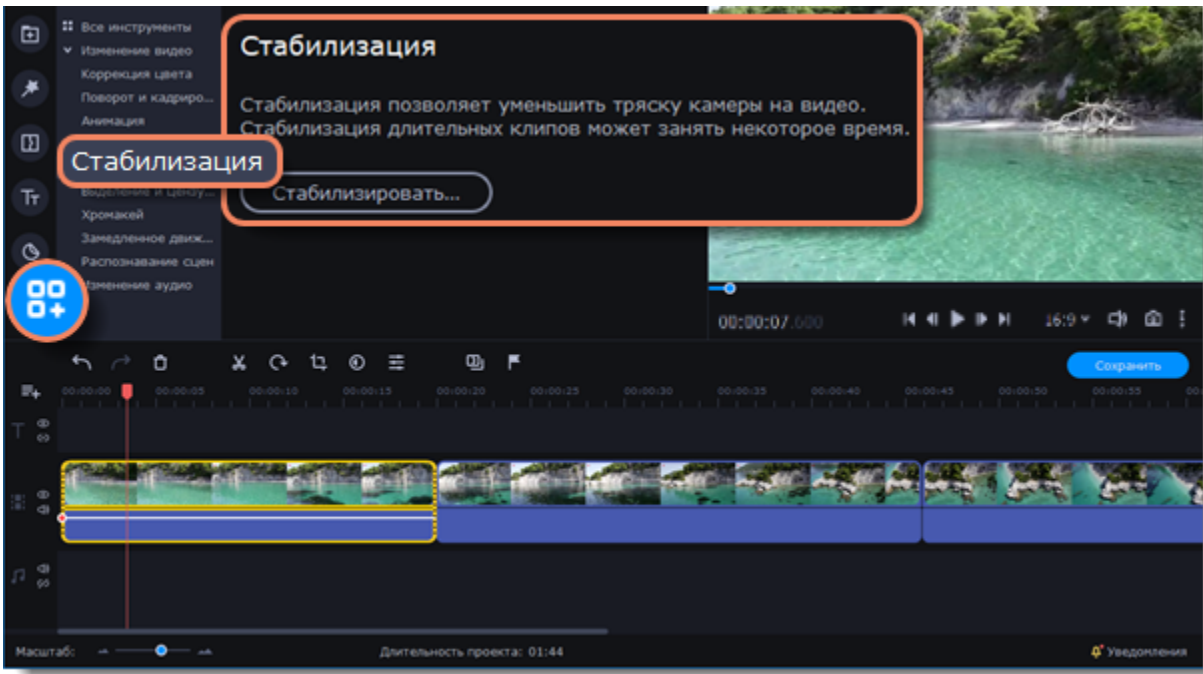 Все инструменты
Изменение видео
Коррекция цвета
Поворот и кадриро...
Анимация
Стабилизация
Выделение и цензу...
Хромакей
Замедленное движ...
Распознавание сцен
Изменение аудио
Стабилизация
Стабилизация позволяет уменьшить тряску камеры на видео.
Стабилизация длительных клипов может занять некоторое время.
Стабилизировать...
00:00:07.600
16:9
Сохранить
00:00:00 00:00:05 00:00:10 00:00:15 00:00:20 00:00:25 00:00:30 00:00:35 00:00:40 00:00:45 00:00:50 00:00:55
Масштаб:
Длительность проекта: 01:44
Уведомления